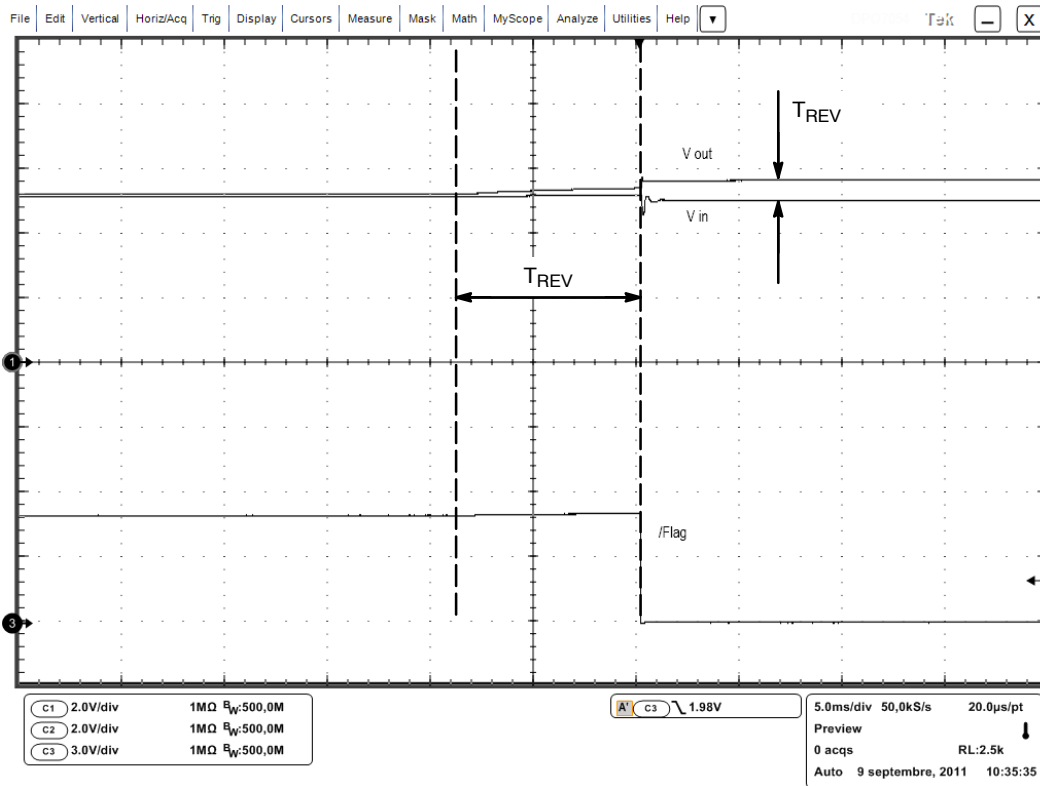 File Edit Vertical Horiz/Acq Trig Display Cursors Measure Mask Math MyScope Analyze Utilities Help ▼ Tek X
TREV
V out
V in
TREV
1
/Flag
3
C1 2.0V/div 1MΩ BW:500,0M
C2 2.0V/div 1MΩ BW:500,0M
C3 3.0V/div 1MΩ BW:500,0M
A' C3 1.98V
5.0ms/div 50,0kS/s 20.0µs/pt
Preview
0 acqs RL:2.5k
Auto 9 septembre, 2011 10:35:35